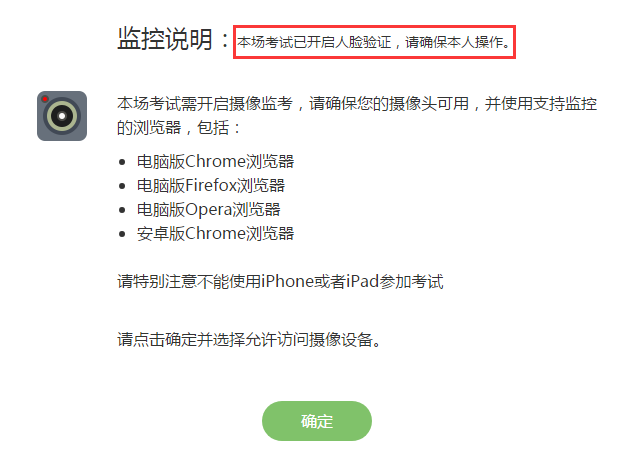 监控说明：本场考试已开启人脸验证，请确保本人操作。
本场考试需开启摄像监考，请确保您的摄像头可用，并使用支持监控
的浏览器，包括：
电脑版Chrome浏览器
电脑版Firefox浏览器
电脑版Opera浏览器
安卓版Chrome浏览器
请特别注意不能使用iPhone或者iPad参加考试
请点击确定并选择允许访问摄像设备。
确定